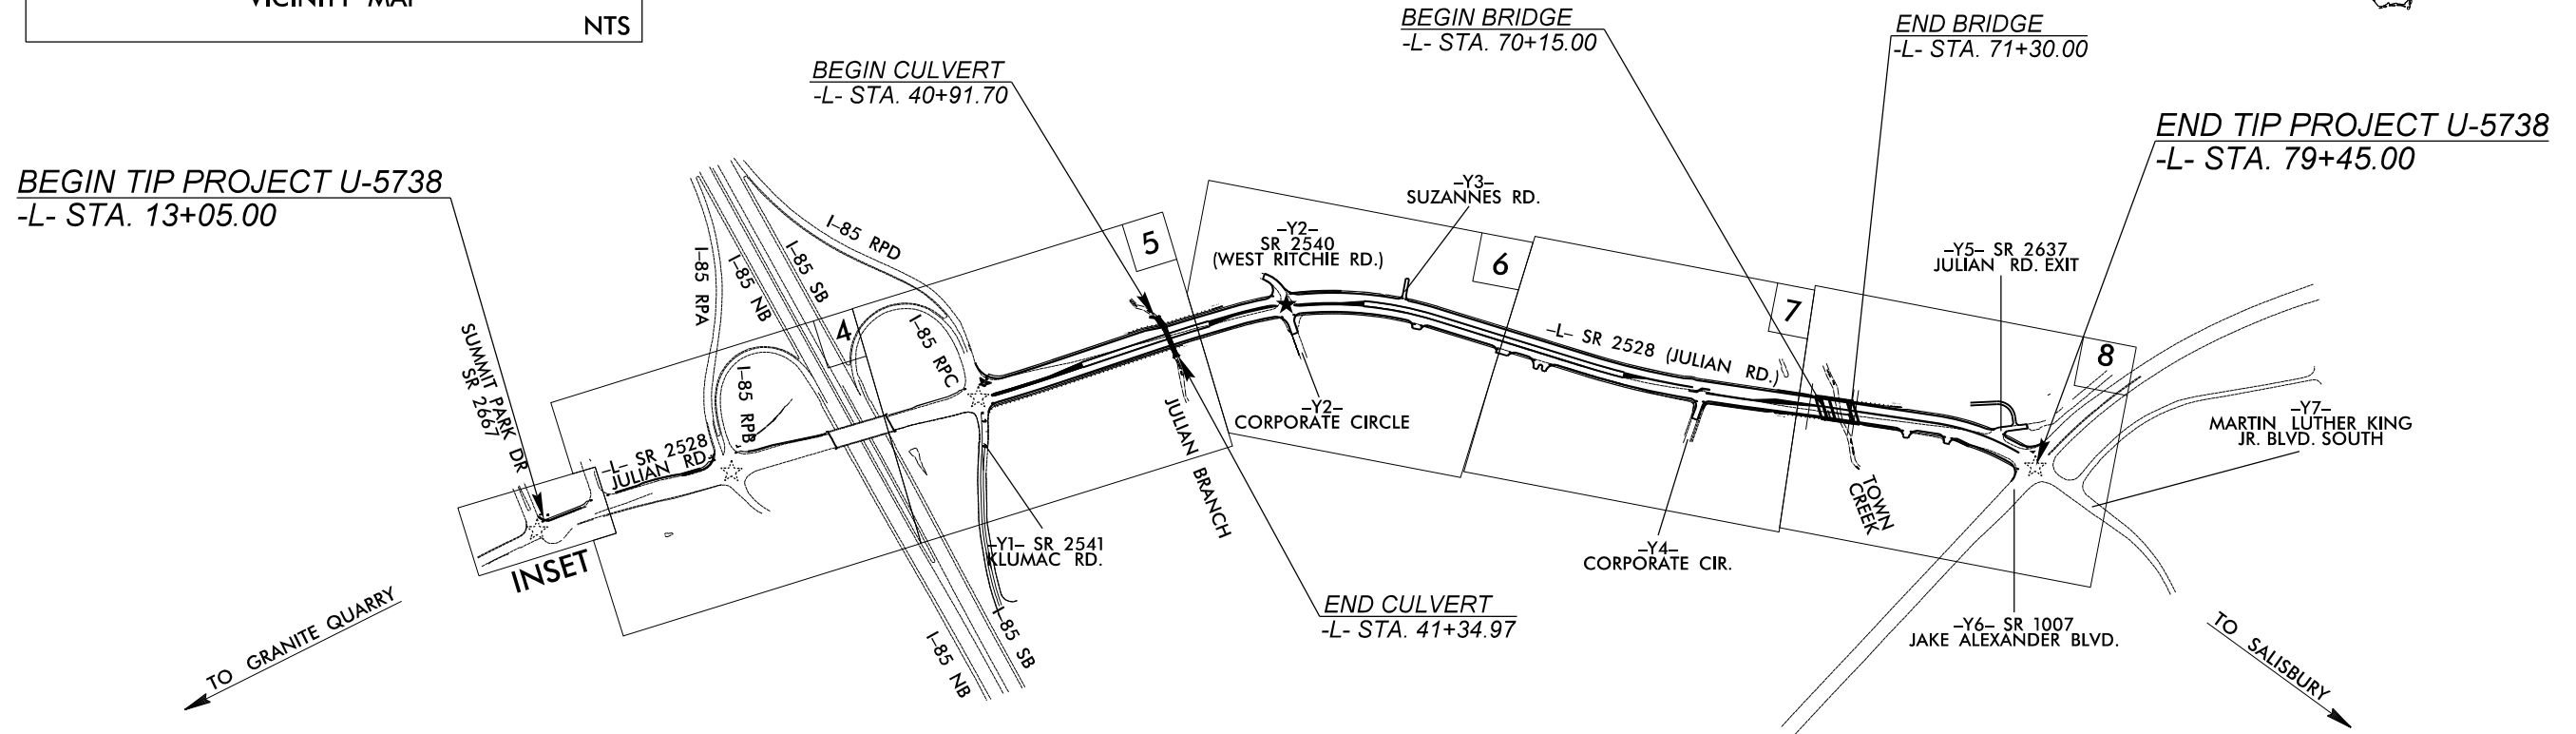 VICINITY MAP
NTS
BEGIN BRIDGE
-L- STA. 70+15.00
END BRIDGE
-L- STA. 71+30.00
BEGIN CULVERT
-L- STA. 40+91.70
END TIP PROJECT U-5738
-L- STA. 79+45.00
BEGIN TIP PROJECT U-5738
-L- STA. 13+05.00
I-85 RPA
I-85 NB
I-85 SB
I-85 RPD
5
-Y2-
SR 2540
(WEST RITCHIE RD.)
-Y3-
SUZANNES RD.
6
7
-Y5- SR 2637
JULIAN RD. EXIT
8
SUMMIT PARK DR
SR 2667
4
I-85 RPB
I-85 RPC
-L- SR 2528 (JULIAN RD.)
-L- SR 2528
JULIAN RD.
JULIAN BRANCH
-Y2-
CORPORATE CIRCLE
-Y7-
MARTIN LUTHER KING
JR. BLVD. SOUTH
TOWN
CREEK
INSET
-Y1- SR 2541
KLUMAC RD.
-Y4-
CORPORATE CIR.
END CULVERT
-L- STA. 41+34.97
-Y6- SR 1007
JAKE ALEXANDER BLVD.
TO GRANITE QUARRY
I-85 NB
I-85 SB
TO SALISBURY